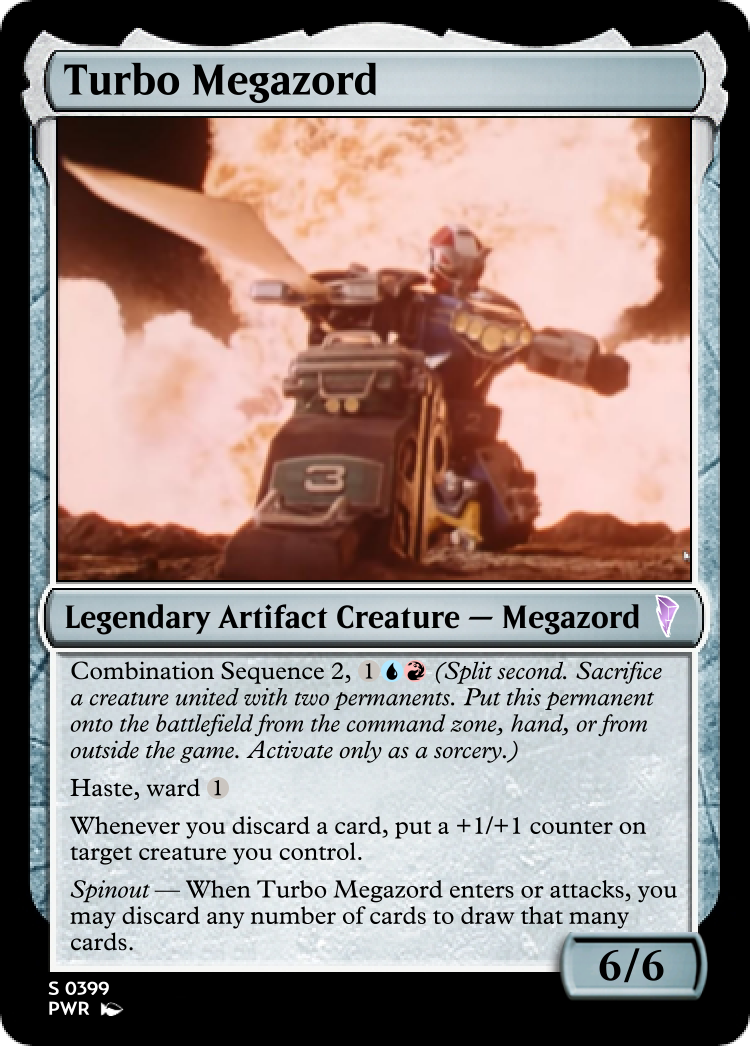 Turbo Megazord
3
Legendary Artifact Creature — Megazord
Combination Sequence 2, 1 (Split second. Sacrifice
a creature united with two permanents. Put this permanent
onto the battlefield from the command zone, hand, or from
outside the game. Activate only as a sorcery.)
Haste, ward 1
Whenever you discard a card, put a +1/+1 counter on
target creature you control.
Spinout — When Turbo Megazord enters or attacks, you
may discard any number of cards to draw that many
cards.
6/6
S 0399
PWR